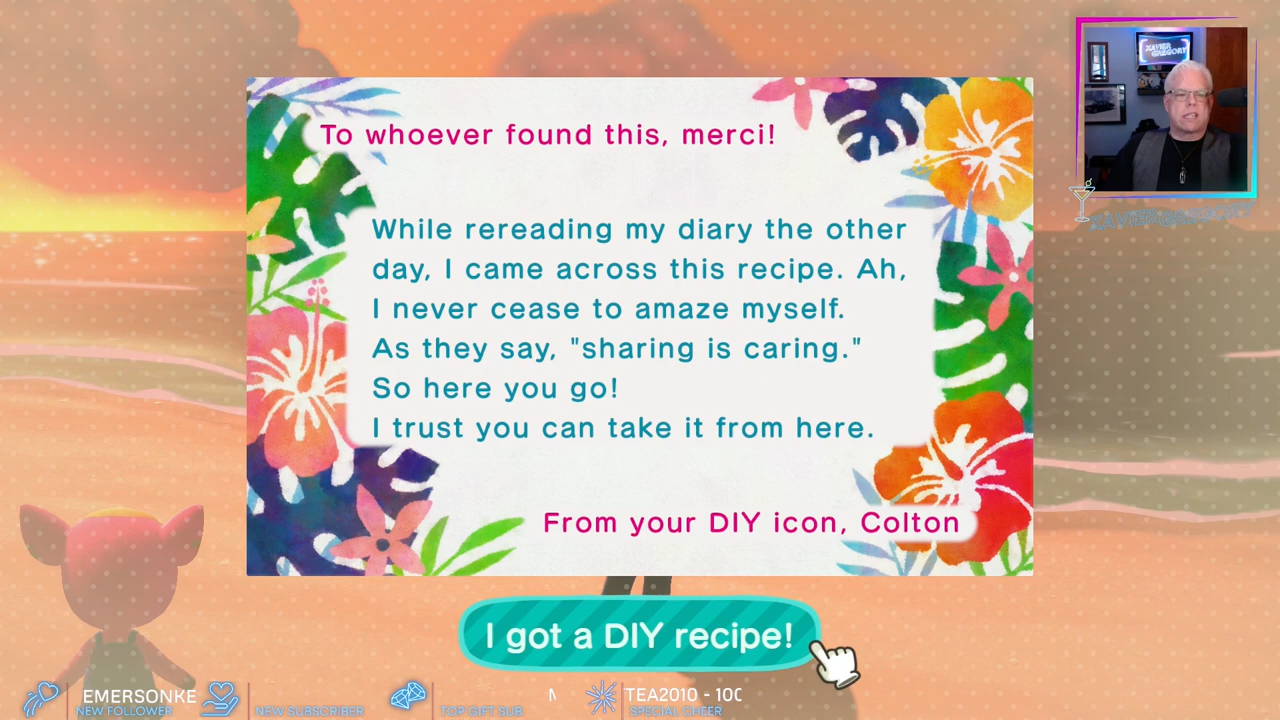 To whoever found this, merci!
While rereading my diary the other
day, I came across this recipe. Ah,
I never cease to amaze myself.
As they say, "sharing is caring."
So here you go!
I trust you can take it from here.
From your DIY icon, Colton
I got a DIY recipe!
XAVIER
GREGORY
EMERSONKE
NEW FOLLOWER
NEW SUBSCRIBER
TOP GIFT SUB
TEA2010 - 100
SPECIAL CHEER